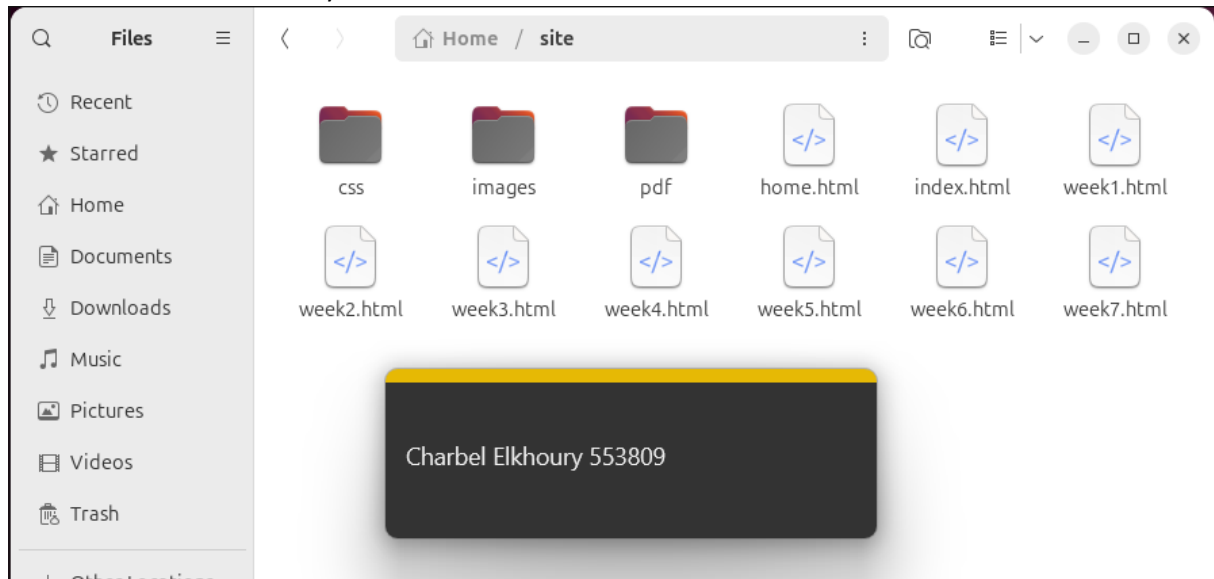 Files
Home / site
Recent
Starred
Home
Documents
Downloads
Music
Pictures
Videos
Trash
css
images
pdf
home.html
index.html
week1.html
week2.html
week3.html
week4.html
week5.html
week6.html
week7.html
Charbel Elkhoury 553809